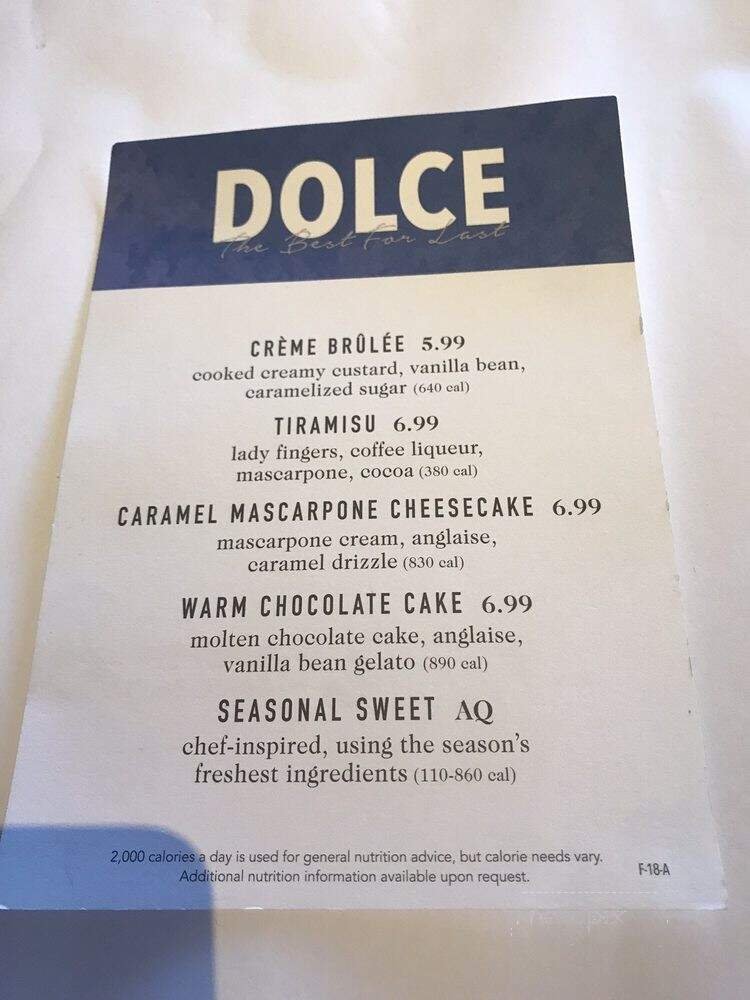 DOLCE
The Best For Last
CRÈME BRÛLÉE 5.99
cooked creamy custard, vanilla bean,
caramelized sugar (640 cal)
TIRAMISU 6.99
lady fingers, coffee liqueur,
mascarpone, cocoa (380 cal)
CARAMEL MASCARPONE CHEESECAKE 6.99
mascarpone cream, anglaise,
caramel drizzle (830 cal)
WARM CHOCOLATE CAKE 6.99
molten chocolate cake, anglaise,
vanilla bean gelato (890 cal)
SEASONAL SWEET AQ
chef-inspired, using the season's
freshest ingredients (110-860 cal)
2,000 calories a day is used for general nutrition advice, but calorie needs vary.
Additional nutrition information available upon request.
F-18-A